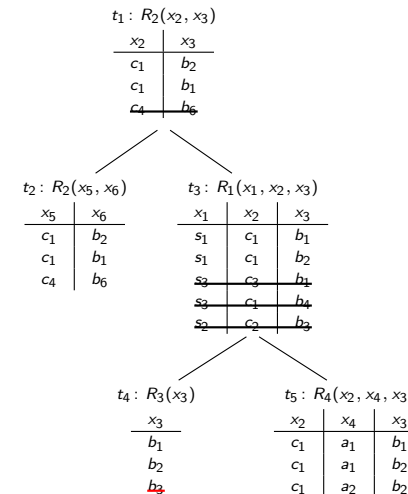 t₁: R₂(x₂, x₃)
x₂ x₃
c₁ b₂
c₁ b₁
c₄ b₆
t₂: R₂(x₅, x₆) t₃: R₁(x₁, x₂, x₃)
x₅ x₆ x₁ x₂ x₃
c₁ b₂ s₁ c₁ b₁
c₁ b₁ s₁ c₁ b₂
c₄ b₆ s₃ c₃ b₁
s₃ c₁ b₄
s₂ c₂ b₃
t₄: R₃(x₃) t₅: R₄(x₂, x₄, x₃
x₃ x₂ x₄ x₃
b₁ c₁ a₁ b₁
b₂ c₁ a₁ b₂
b₃ c₁ a₂ b₂